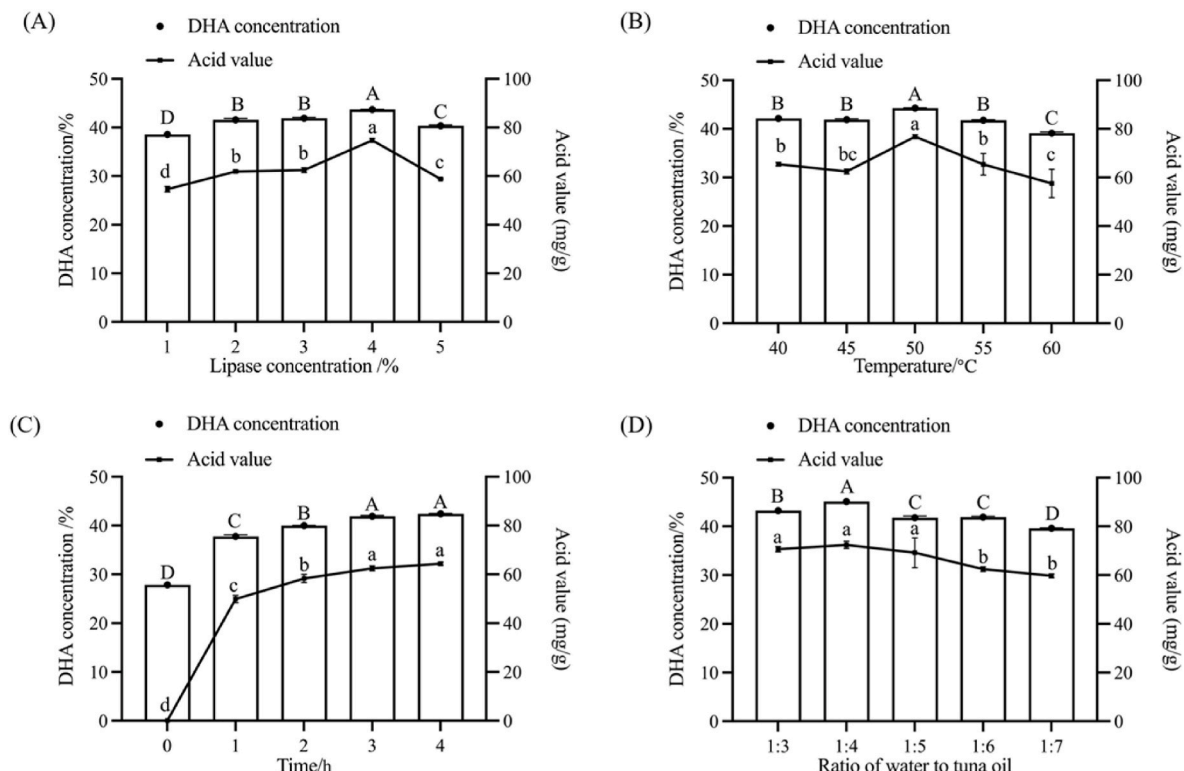 (A)
DHA concentration
Acid value
DHA concentration/%
Acid value (mg/g)
50
40
30
20
10
0
100
80
60
40
20
0
D
B
B
A
C
d
b
b
a
c
1 2 3 4 5
Lipase concentration /%
(B)
DHA concentration
Acid value
DHA concentration /%
Acid value (mg/g)
50
40
30
20
10
0
100
80
60
40
20
0
B
B
A
B
C
b
bc
a
b
c
40 45 50 55 60
Temperature/°C
(C)
DHA concentration
Acid value
DHA concentration /%
Acid value (mg/g)
50
40
30
20
10
0
100
80
60
40
20
0
D
C
B
A
A
d
c
b
a
a
0 1 2 3 4
Time/h
(D)
DHA concentration
Acid value
DHA concentration/%
Acid value (mg/g)
50
40
30
20
10
0
100
80
60
40
20
0
B
A
C
C
D
a
a
a
b
b
1:3 1:4 1:5 1:6 1:7
Ratio of water to tuna oil